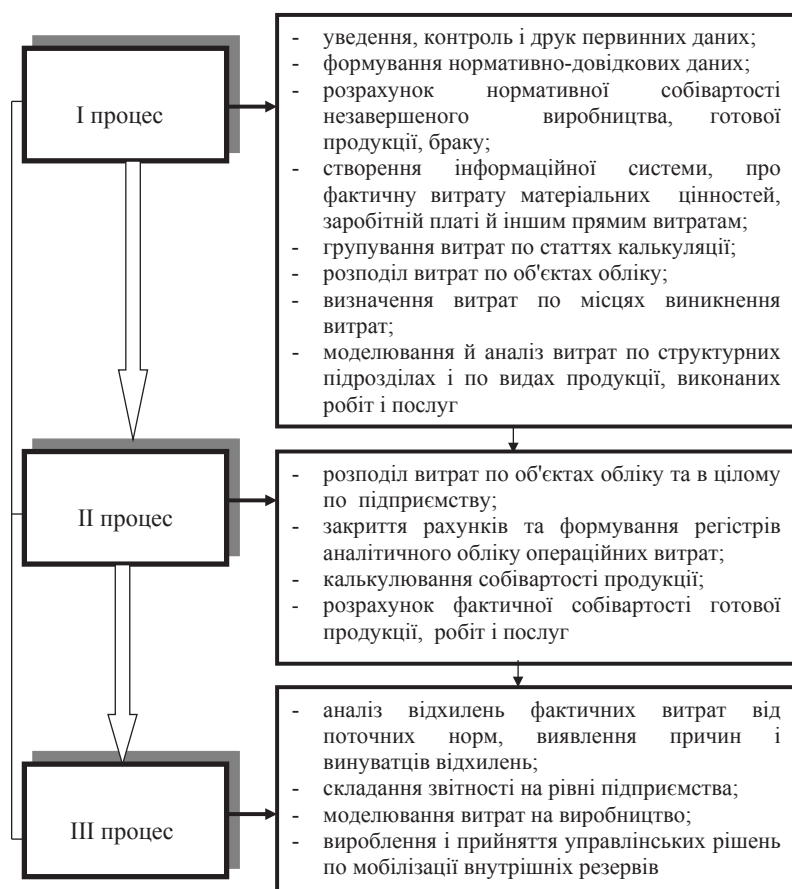 І процес
- уведення, контроль і друк первинних даних;
- формування нормативно-довідкових даних;
- розрахунок нормативної собівартості
незавершеного виробництва, готової
продукції, браку;
- створення інформаційної системи, про
фактичну витрату матеріальних цінностей,
заробітній платі й іншим прямим витратам;
- групування витрат по статтях калькуляції;
- розподіл витрат по об'єктах обліку;
- визначення витрат по місцях виникнення
витрат;
- моделювання й аналіз витрат по структурних
підрозділах і по видах продукції, виконаних
робіт і послуг
ІІ процес
- розподіл витрат по об'єктах обліку та в цілому
по підприємству;
- закриття рахунків та формування регістрів
аналітичного обліку операційних витрат;
- калькулювання собівартості продукції;
- розрахунок фактичної собівартості готової
продукції, робіт і послуг
ІІІ процес
- аналіз відхилень фактичних витрат від
поточних норм, виявлення причин і
винуватців відхилень;
- складання звітності на рівні підприємства;
- моделювання витрат на виробництво;
- вироблення і прийняття управлінських рішень
по мобілізації внутрішніх резервів